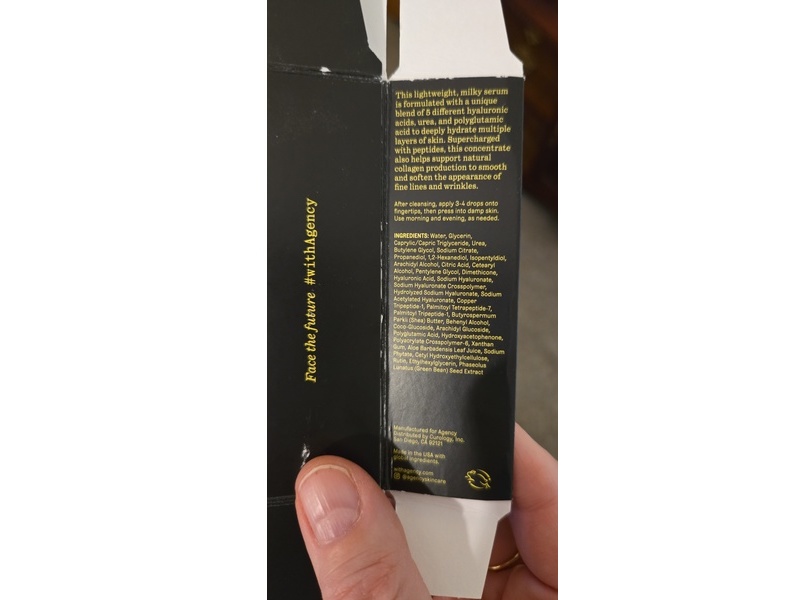 Face the future #withAgency
This lightweight, milky serum
is formulated with a unique
blend of 5 different hyaluronic
acids, urea, and polyglutamic
acid to deeply hydrate multiple
layers of skin. Supercharged
with peptides, this concentrate
also helps support natural
collagen production to smooth
and soften the appearance of
fine lines and wrinkles.
After cleansing, apply 3-4 drops onto
fingertips, then press into damp skin.
Use morning and evening, as needed.
INGREDIENTS: Water, Glycerin,
Caprylic/Capric Triglyceride, Urea,
Butylene Glycol, Sodium Citrate,
Propanediol, 1,2-Hexanediol, Isopentyldiol,
Arachidyl Alcohol, Citric Acid, Cetearyl
Alcohol, Pentylene Glycol, Dimethicone,
Hyaluronic Acid, Sodium Hyaluronate,
Sodium Hyaluronate Crosspolymer,
Hydrolyzed Sodium Hyaluronate, Sodium
Acetylated Hyaluronate, Copper
Tripeptide-1, Palmitoyl Tetrapeptide-7,
Palmitoyl Tripeptide-1, Butyrospermum
Parkii (Shea) Butter, Behenyl Alcohol,
Coco-Glucoside, Arachidyl Glucoside,
Polyglutamic Acid, Hydroxyacetophenone,
Polyacrylate Crosspolymer-6, Xanthan
Gum, Aloe Barbadensis Leaf Juice, Sodium
Phytate, Cetyl Hydroxyethylcellulose,
Rutin, Ethylhexylglycerin, Phaseolus
Lunatus (Green Bean) Seed Extract
Manufactured for Agency
Distributed by Curology, Inc.
San Diego, CA 92121
Made in the USA with
global ingredients.
withagency.com
@agencyskincare